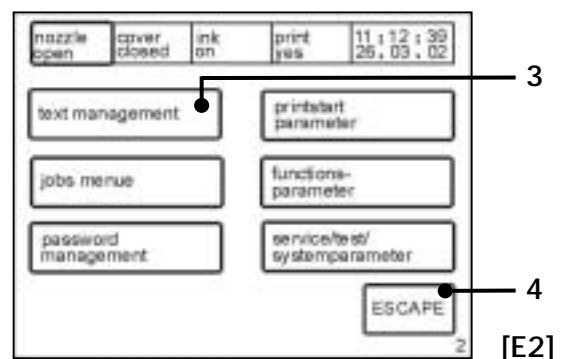 nozzle open
cover closed
ink on
print yes
11:12:39
26.03.02
3
text management
printstart parameter
jobs menue
functions-
parameter
password
management
service/test/
systemparameter
4
ESCAPE
2
[E2]